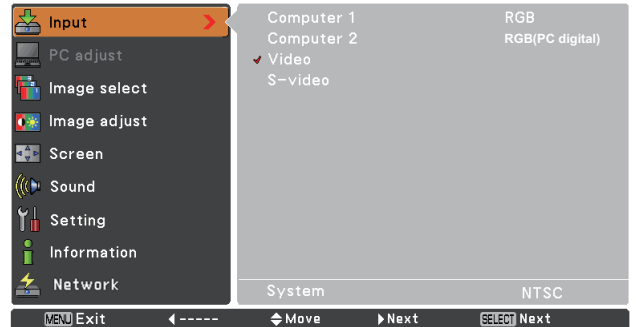 Input
PC adjust
Image select
Image adjust
Screen
Sound
Setting
Information
Network
Computer 1 RGB
Computer 2 RGB(PC digital)
Video
S-video
System NTSC
MENU Exit ----- Move Next SELECT Next